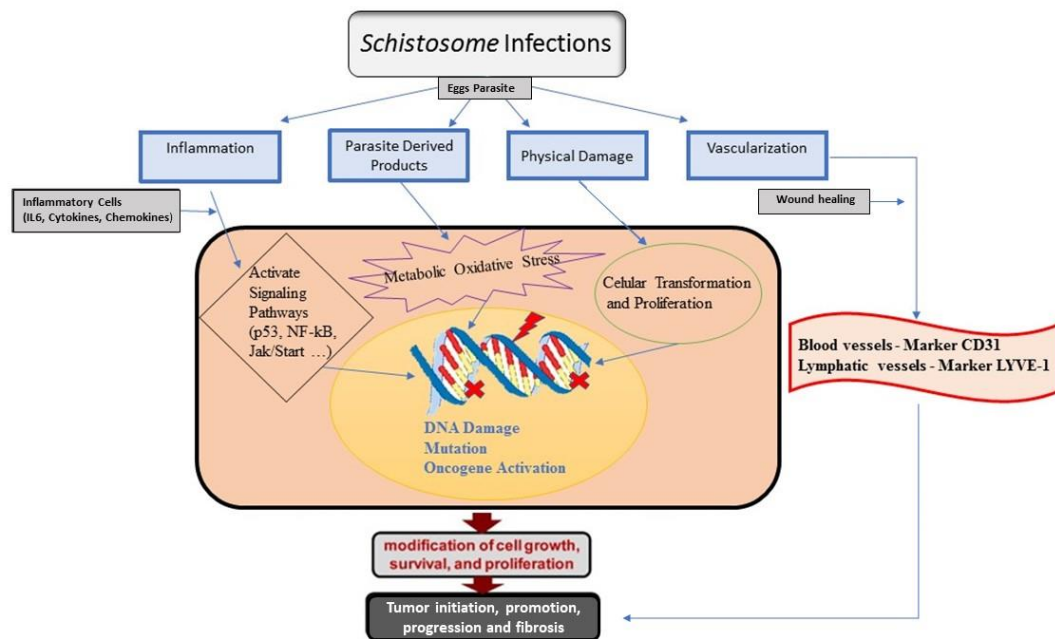 Schistosome Infections
Eggs Parasite
Inflammation
Parasite Derived
Products
Physical Damage
Vascularization
Inflammatory Cells
(IL6, Cytokines, Chemokines)
Wound healing
Activate
Signaling
Pathways
(p53, NF-kB,
Jak/Start ...)
Metabolic Oxidative Stress
Celular Transformation
and Proliferation
Blood vessels - Marker CD31
Lymphatic vessels - Marker LYVE-1
DNA Damage
Mutation
Oncogene Activation
modification of cell growth,
survival, and proliferation
Tumor initiation, promotion,
progression and fibrosis